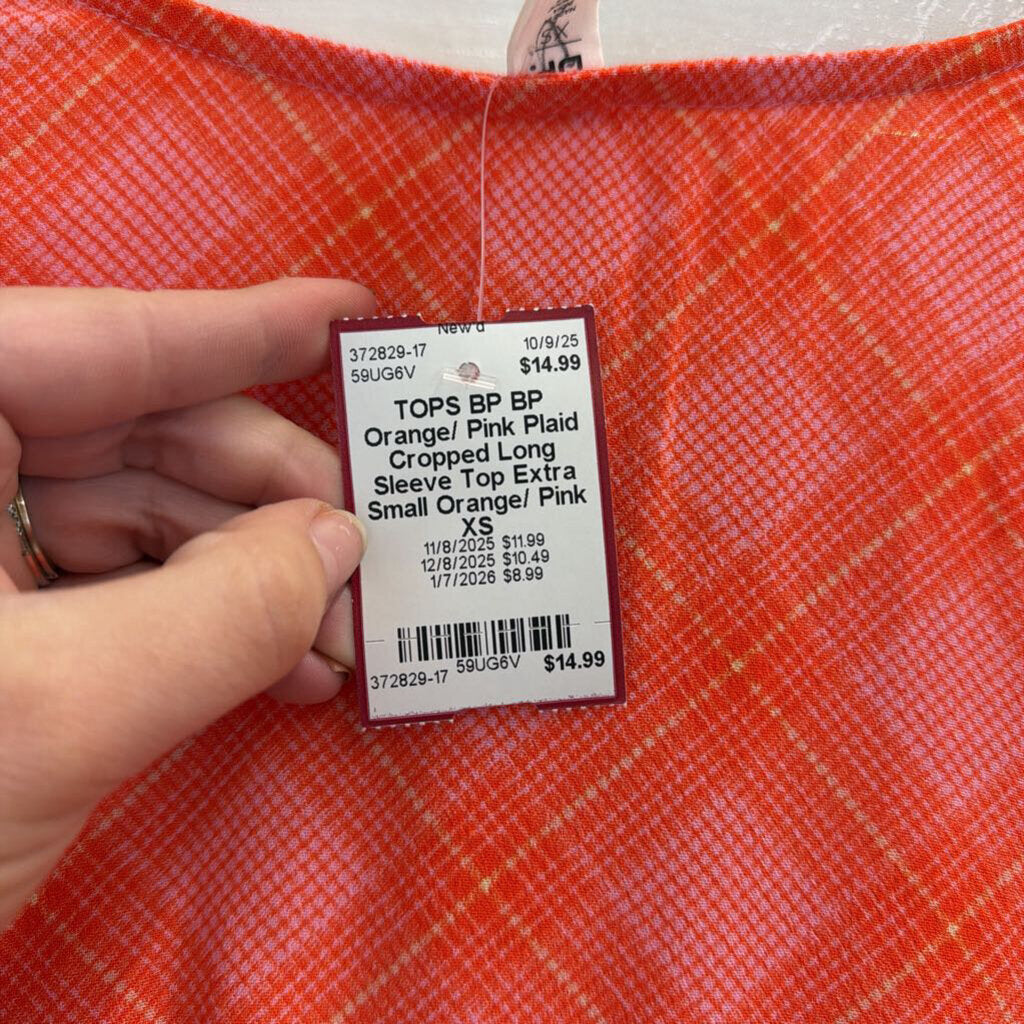 XS
372829-17
10/9/25
59UG6V
$14.99
TOPS BP BP
Orange/ Pink Plaid
Cropped Long
Sleeve Top Extra
Small Orange/ Pink
XS
11/8/2025 $11.99
12/8/2025 $10.49
1/7/2026 $8.99
372829-17 59UG6V $14.99